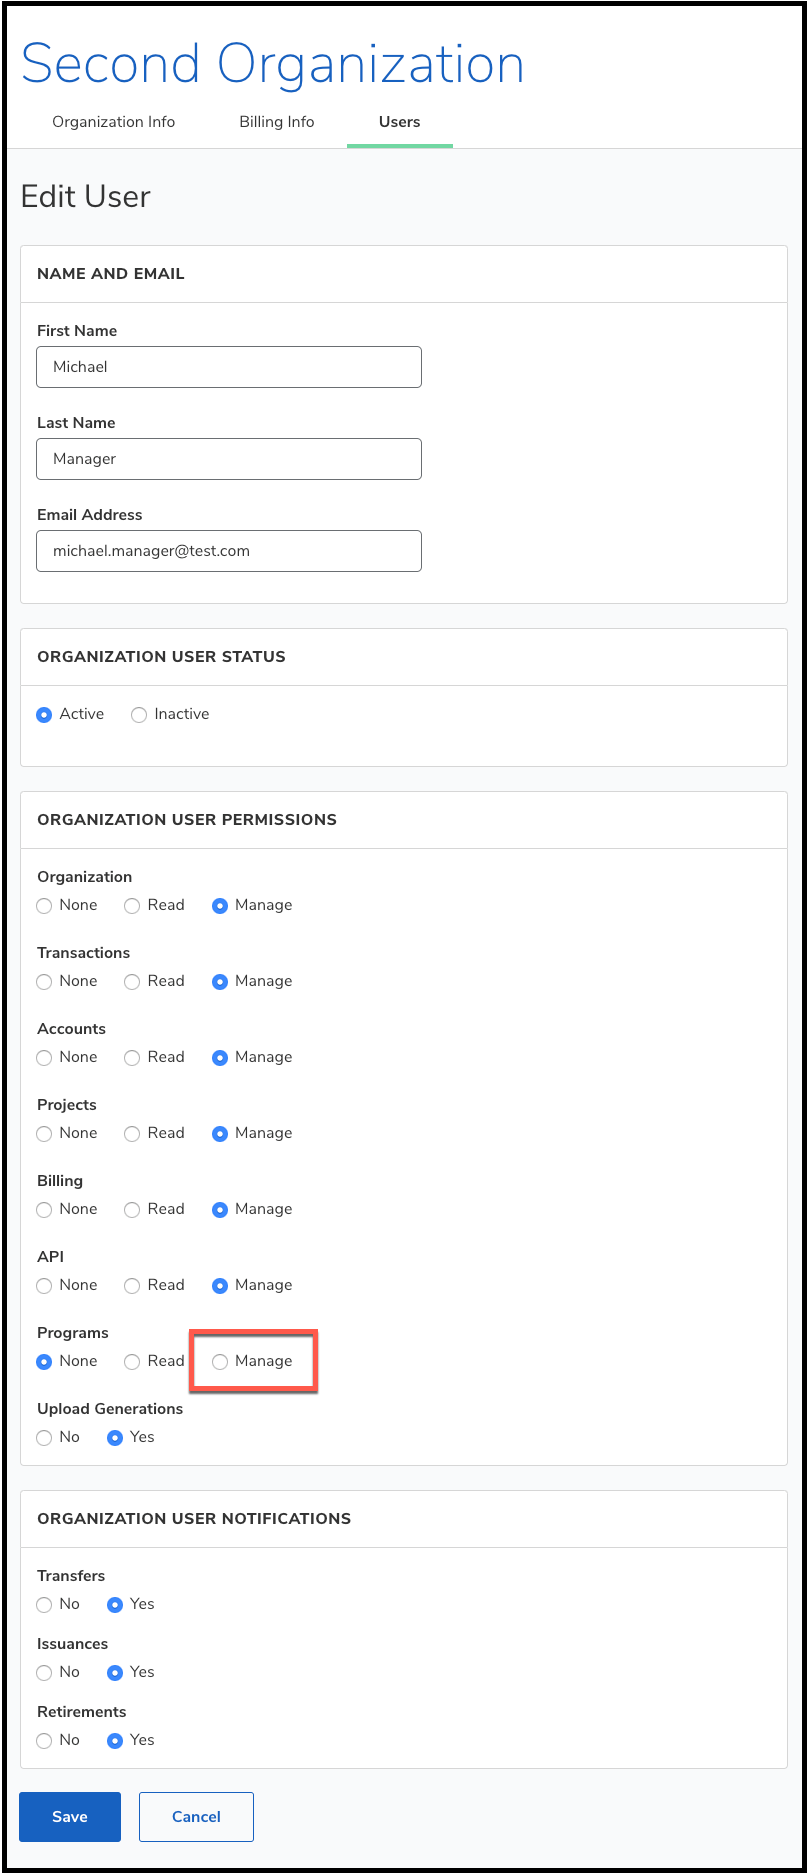 Second Organization
Organization Info Billing Info Users
Edit User
NAME AND EMAIL
First Name
Michael
Last Name
Manager
Email Address
michael.manager@test.com
ORGANIZATION USER STATUS
Active Inactive
ORGANIZATION USER PERMISSIONS
Organization
None Read Manage
Transactions
None Read Manage
Accounts
None Read Manage
Projects
None Read Manage
Billing
None Read Manage
API
None Read Manage
Programs
None Read Manage
Upload Generations
No Yes
ORGANIZATION USER NOTIFICATIONS
Transfers
No Yes
Issuances
No Yes
Retirements
No Yes
Save Cancel